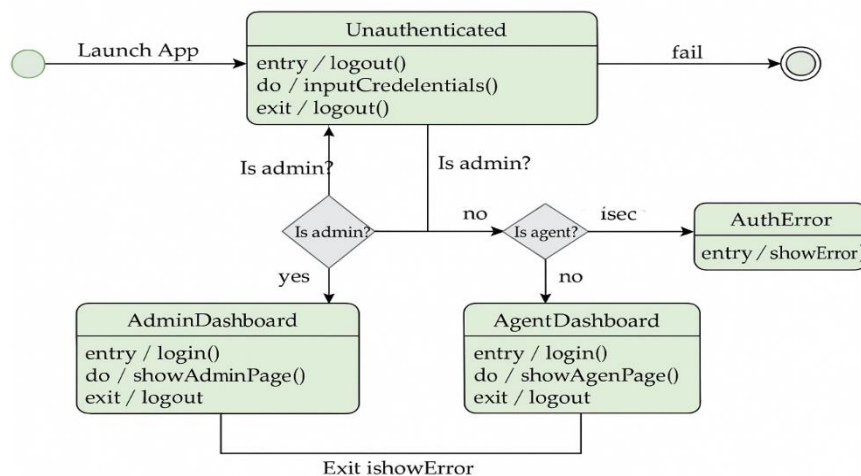 Unauthenticated
Launch App
entry / logout()
do / inputCredelentials()
exit / logout()
fail
Is admin?
Is admin?
Is admin?
no
Is agent?
isec
AuthError
entry / showError)
yes
no
AdminDashboard
entry / login()
do / showAdminPage()
exit / logout
AgentDashboard
entry / login()
do / showAgenPage()
exit / logout
Exit ishowError